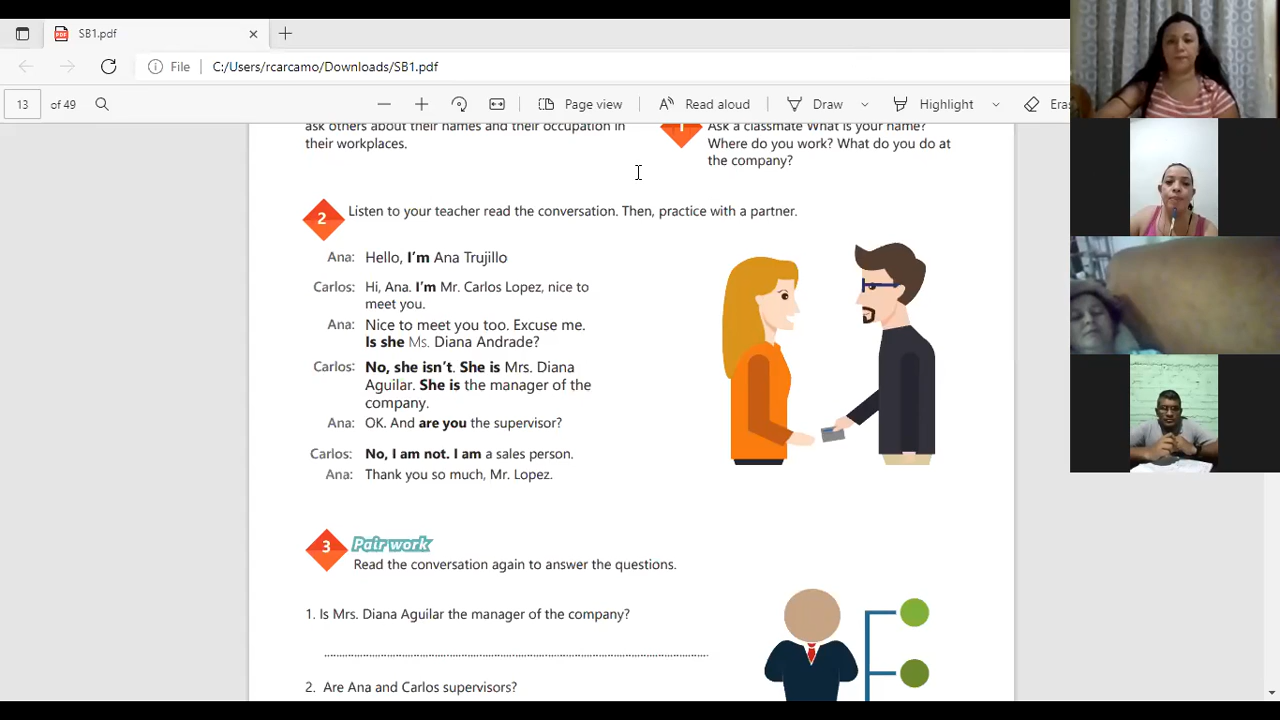 SB1.pdf
File C:/Users/rcarcamo/Downloads/SB1.pdf
13 of 49 Page view Read aloud Draw Highlight Eras
ask others about their names and their occupation in
their workplaces.
1 Ask a classmate What is your name?
Where do you work? What do you do at
the company?
2 Listen to your teacher read the conversation. Then, practice with a partner.
Ana: Hello, I'm Ana Trujillo
Carlos: Hi, Ana. I'm Mr. Carlos Lopez, nice to
meet you.
Ana: Nice to meet you too. Excuse me.
Is she Ms. Diana Andrade?
Carlos: No, she isn't. She is Mrs. Diana
Aguilar. She is the manager of the
company.
Ana: OK. And are you the supervisor?
Carlos: No, I am not. I am a sales person.
Ana: Thank you so much, Mr. Lopez.
3 Pair work
Read the conversation again to answer the questions.
1. Is Mrs. Diana Aguilar the manager of the company?
2. Are Ana and Carlos supervisors?